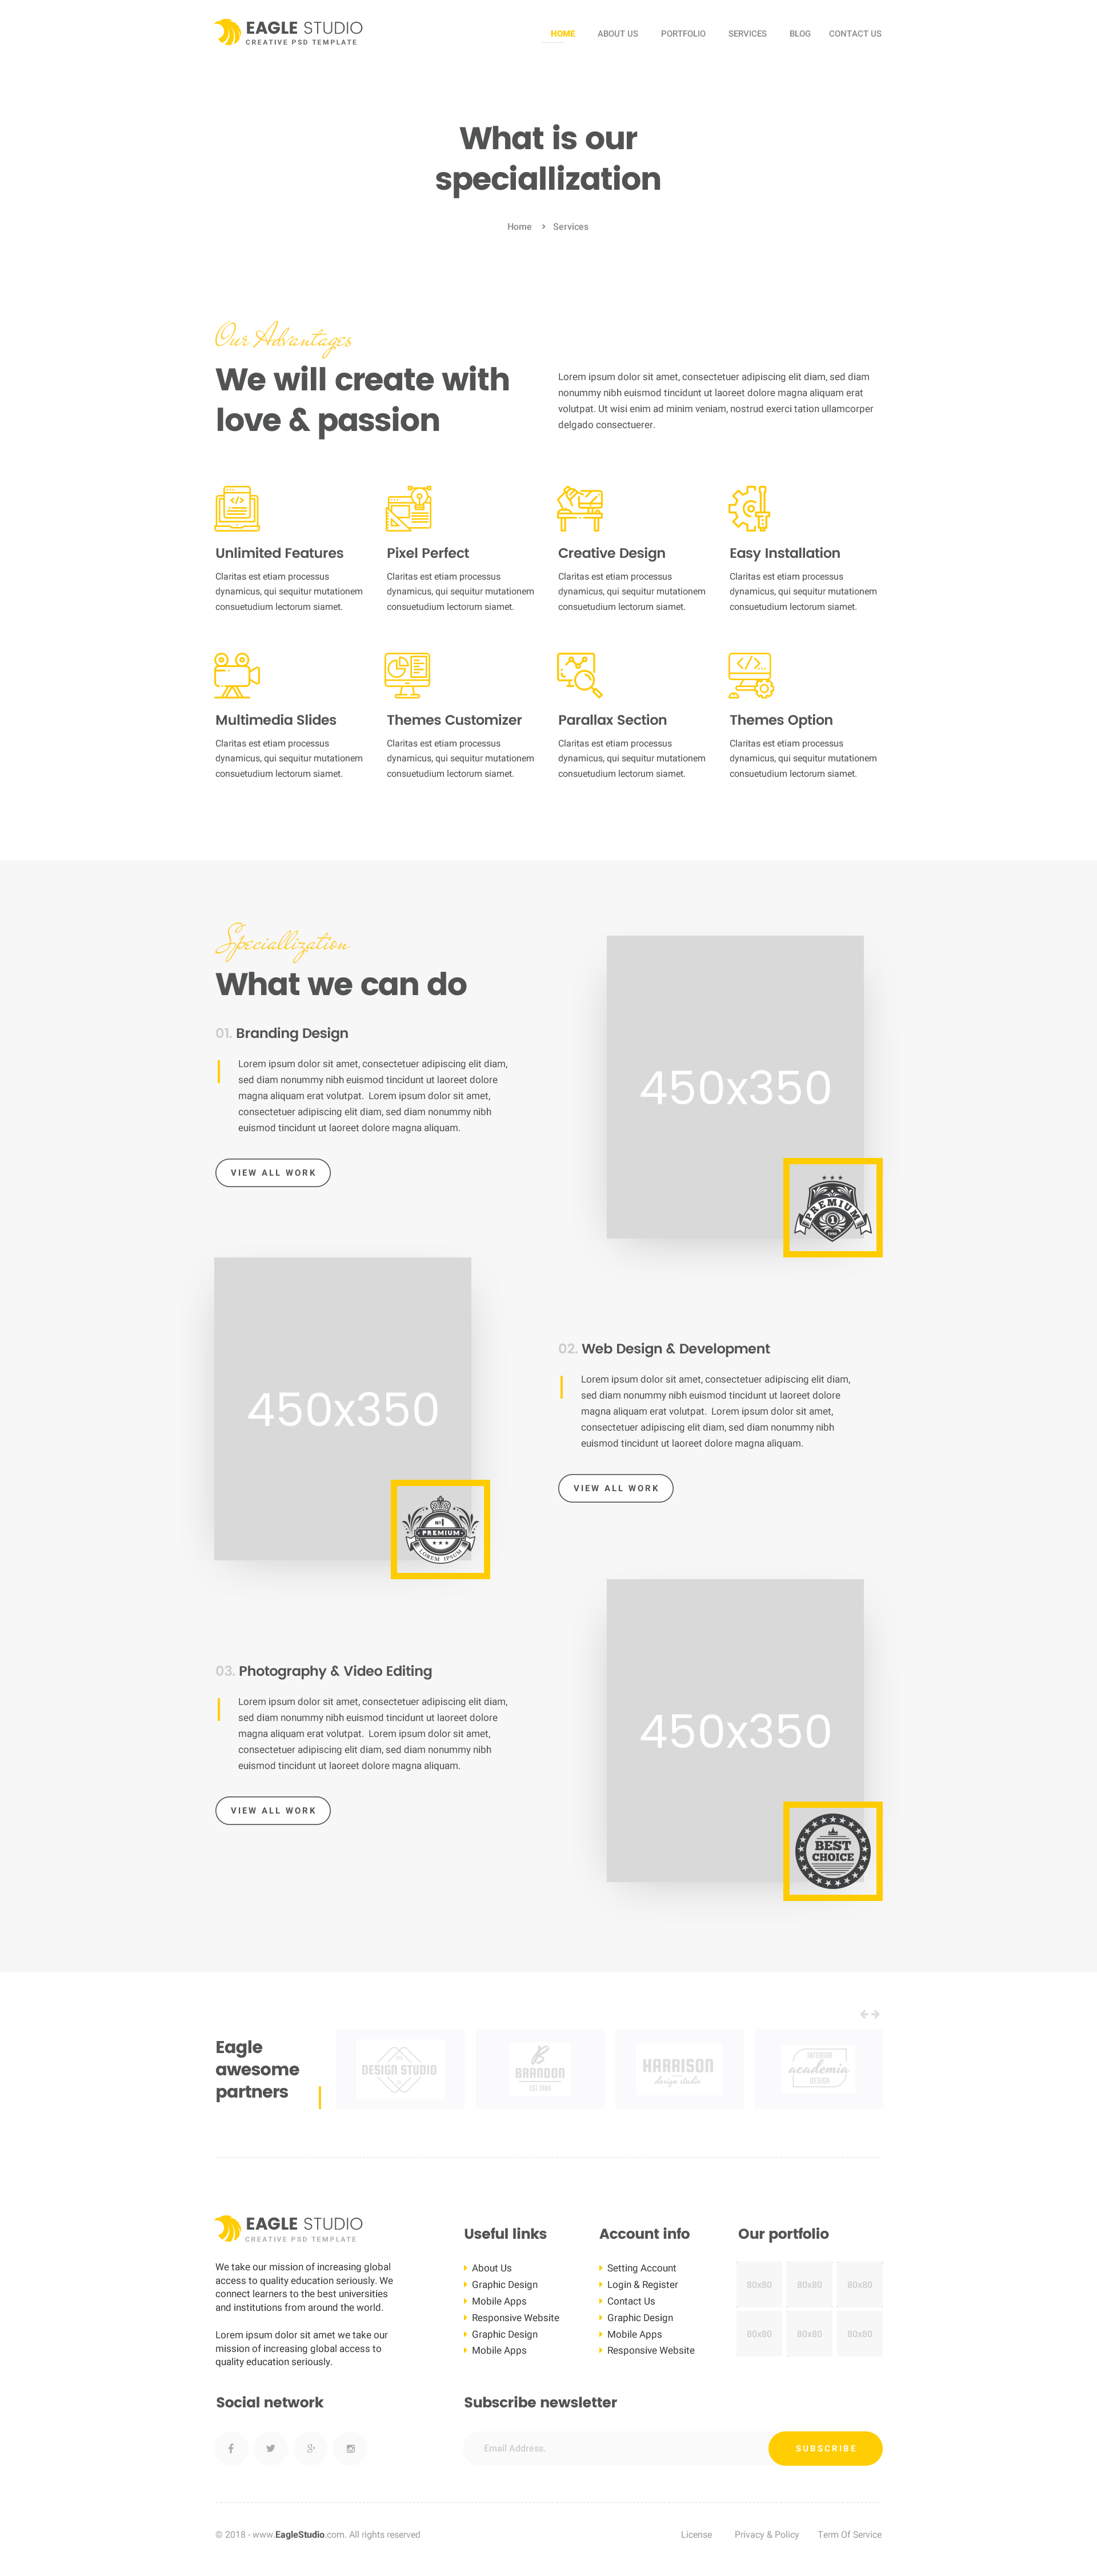 EAGLE STUDIO
CREATIVE PSD TEMPLATE
HOME ABOUT US PORTFOLIO SERVICES BLOG CONTACT US
What is our
speciallization
Home > Services
Our Advantages
We will create with
love & passion
Lorem ipsum dolor sit amet, consectetuer adipiscing elit diam, sed diam
nonummy nibh euismod tincidunt ut laoreet dolore magna aliquam erat
volutpat. Ut wisi enim ad minim veniam, nostrud exerci tation ullamcorper
delgado consectuerer.
Unlimited Features
Claritas est etiam processus
dynamicus, qui sequitur mutationem
consuetudium lectorum siamet.
Pixel Perfect
Claritas est etiam processus
dynamicus, qui sequitur mutationem
consuetudium lectorum siamet.
Creative Design
Claritas est etiam processus
dynamicus, qui sequitur mutationem
consuetudium lectorum siamet.
Easy Installation
Claritas est etiam processus
dynamicus, qui sequitur mutationem
consuetudium lectorum siamet.
Multimedia Slides
Claritas est etiam processus
dynamicus, qui sequitur mutationem
consuetudium lectorum siamet.
Themes Customizer
Claritas est etiam processus
dynamicus, qui sequitur mutationem
consuetudium lectorum siamet.
Parallax Section
Claritas est etiam processus
dynamicus, qui sequitur mutationem
consuetudium lectorum siamet.
Themes Option
Claritas est etiam processus
dynamicus, qui sequitur mutationem
consuetudium lectorum siamet.
Speciallization
What we can do
01. Branding Design
Lorem ipsum dolor sit amet, consectetuer adipiscing elit diam,
sed diam nonummy nibh euismod tincidunt ut laoreet dolore
magna aliquam erat volutpat. Lorem ipsum dolor sit amet,
consectetuer adipiscing elit diam, sed diam nonummy nibh
euismod tincidunt ut laoreet dolore magna aliquam.
VIEW ALL WORK
450x350
PREMIUM
1
450x350
Nº1
PREMIUM
LOREM IPSUM
02. Web Design & Development
Lorem ipsum dolor sit amet, consectetuer adipiscing elit diam,
sed diam nonummy nibh euismod tincidunt ut laoreet dolore
magna aliquam erat volutpat. Lorem ipsum dolor sit amet,
consectetuer adipiscing elit diam, sed diam nonummy nibh
euismod tincidunt ut laoreet dolore magna aliquam.
VIEW ALL WORK
03. Photography & Video Editing
Lorem ipsum dolor sit amet, consectetuer adipiscing elit diam,
sed diam nonummy nibh euismod tincidunt ut laoreet dolore
magna aliquam erat volutpat. Lorem ipsum dolor sit amet,
consectetuer adipiscing elit diam, sed diam nonummy nibh
euismod tincidunt ut laoreet dolore magna aliquam.
VIEW ALL WORK
450x350
BEST
CHOICE
Eagle
awesome
partners
DESIGN STUDIO
B
BRANDON
HARRISON
design studio
INTERIOR
academia
DESIGN
EAGLE STUDIO
CREATIVE PSD TEMPLATE
We take our mission of increasing global
access to quality education seriously. We
connect learners to the best universities
and institutions from around the world.
Lorem ipsum dolor sit amet we take our
mission of increasing global access to
quality education seriously.
Useful links
About Us
Graphic Design
Mobile Apps
Responsive Website
Graphic Design
Mobile Apps
Account info
Setting Account
Login & Register
Contact Us
Graphic Design
Mobile Apps
Responsive Website
Our portfolio
80x80 80x80 80x80
80x80 80x80 80x80
Social network
Subscribe newsletter
Email Address.
SUBSCRIBE
© 2018 - www.EagleStudio.com. All rights reserved
License Privacy & Policy Term Of Service